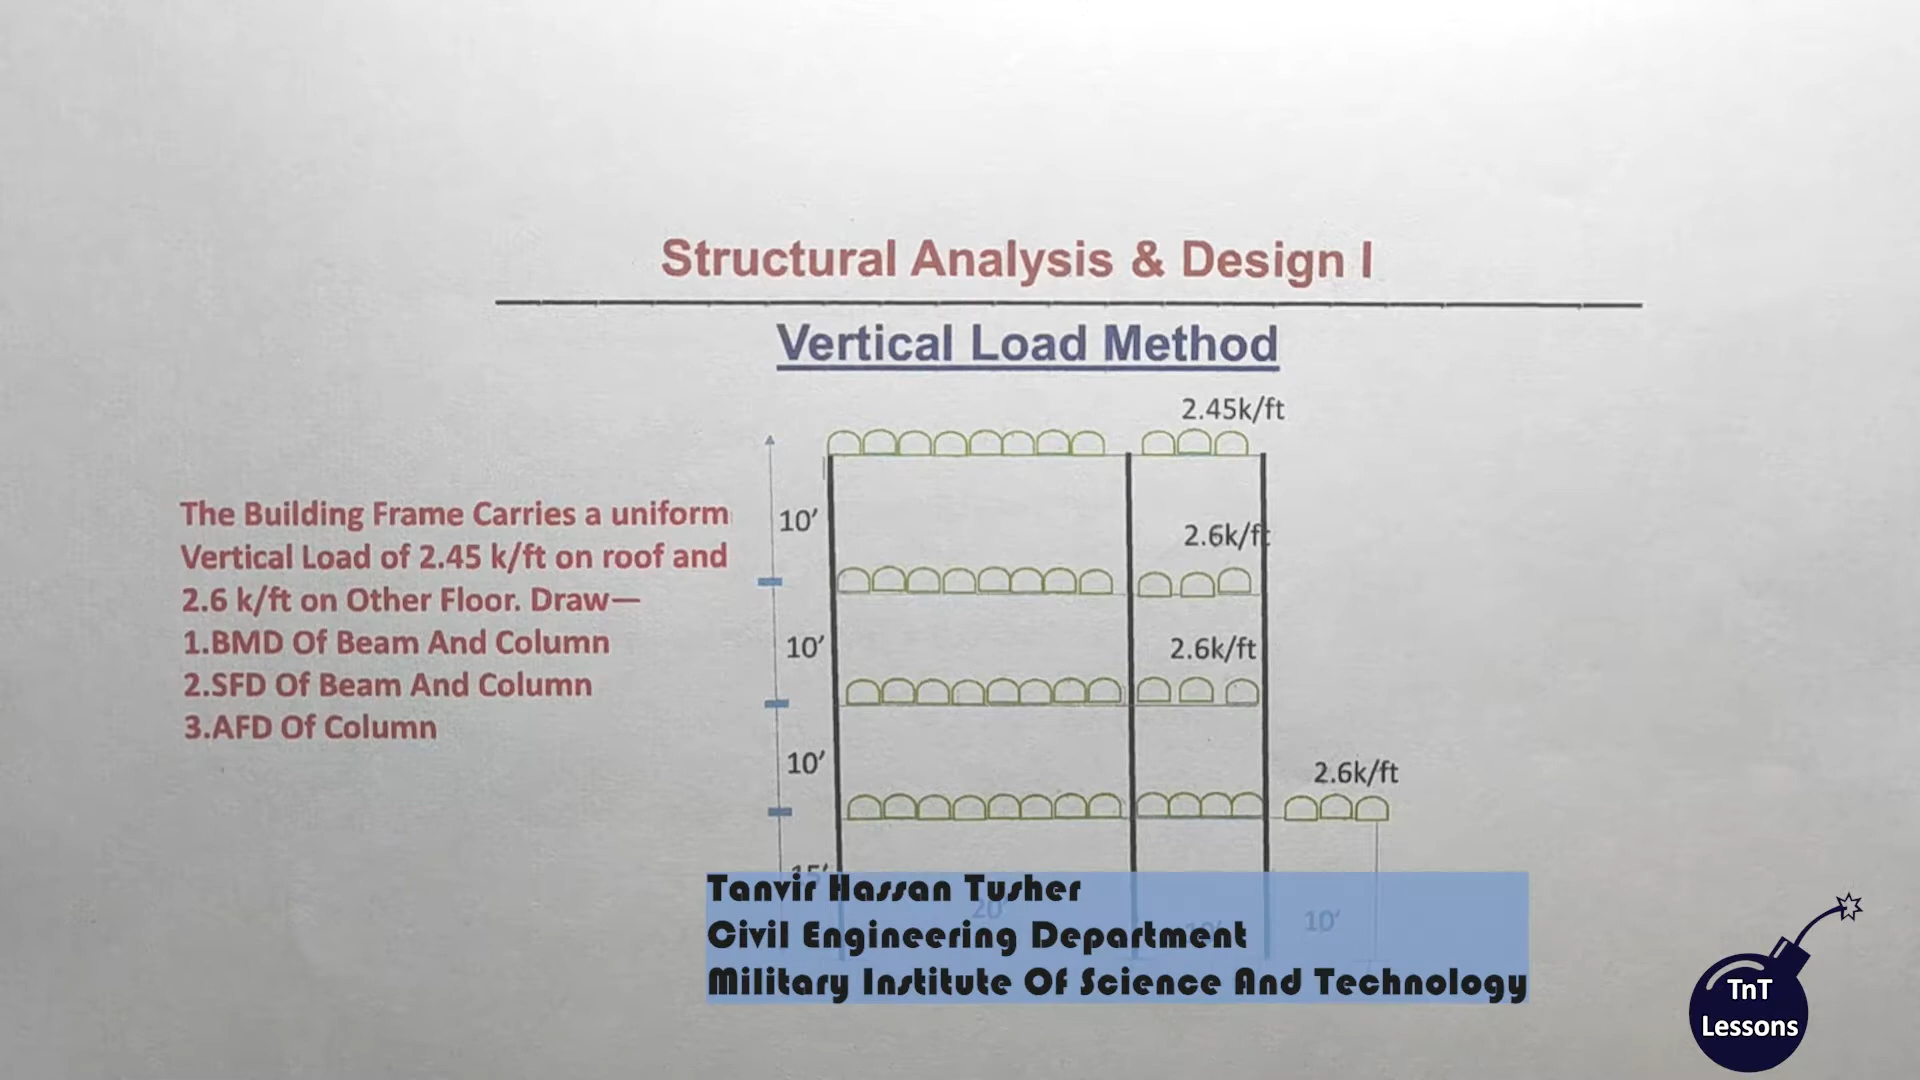 Structural Analysis & Design I
Vertical Load Method
2.45k/ft
The Building Frame Carries a uniform
Vertical Load of 2.45 k/ft on roof and
2.6 k/ft on Other Floor. Draw—
1.BMD Of Beam And Column
2.SFD Of Beam And Column
3.AFD Of Column
10’
2.6k/ft
10’
2.6k/ft
10’
2.6k/ft
15’
20’
10’
10’
Tanvir Hassan Tusher
Civil Engineering Department
Military Institute Of Science And Technology
TnT
Lessons